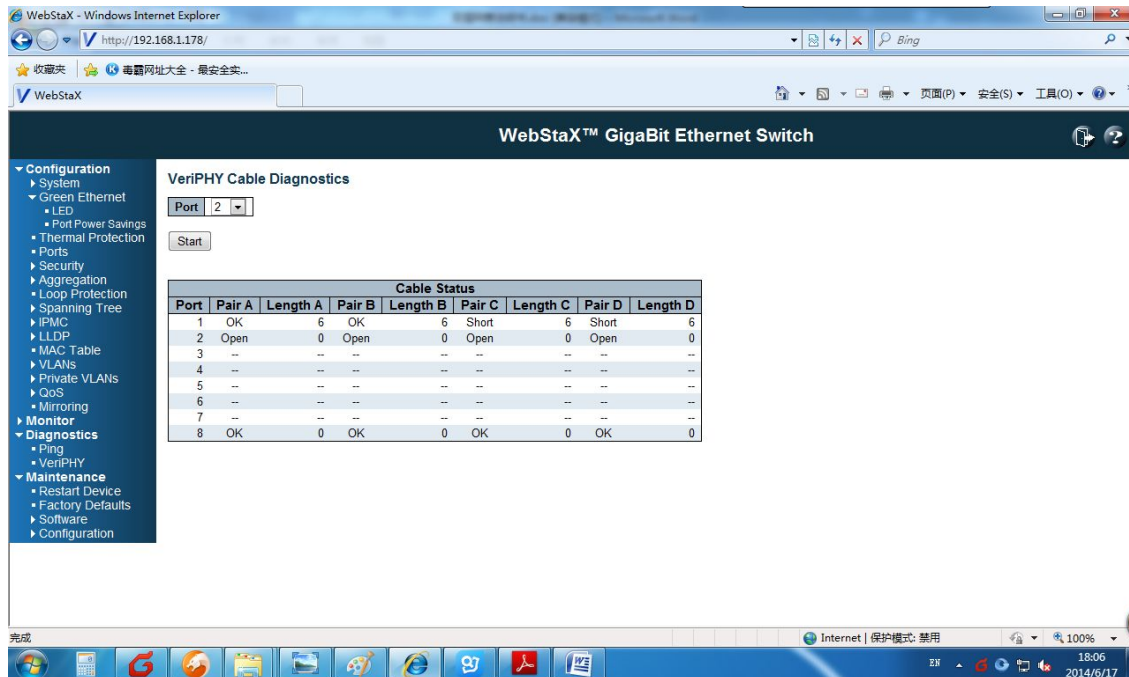 WebStaX - Windows Internet Explorer
http://192.168.1.178/
Bing
收藏夹
毒霸网址大全 - 最安全实...
WebStaX
页面(P)
安全(S)
工具(O)
WebStaX™ GigaBit Ethernet Switch
Configuration
System
Green Ethernet
LED
Port Power Savings
Thermal Protection
Ports
Security
Aggregation
Loop Protection
Spanning Tree
IPMC
LLDP
MAC Table
VLANs
Private VLANs
QoS
Mirroring
Monitor
Diagnostics
Ping
VeriPHY
Maintenance
Restart Device
Factory Defaults
Software
Configuration
VeriPHY Cable Diagnostics
Port 2
Start
Cable Status
Port Pair A Length A Pair B Length B Pair C Length C Pair D Length D
1 OK 6 OK 6 Short 6 Short 6
2 Open 0 Open 0 Open 0 Open 0
3 -- -- -- -- -- -- -- --
4 -- -- -- -- -- -- -- --
5 -- -- -- -- -- -- -- --
6 -- -- -- -- -- -- -- --
7 -- -- -- -- -- -- -- --
8 OK 0 OK 0 OK 0 OK 0
完成
Internet | 保护模式: 禁用
100%
EN
18:06
2014/6/17